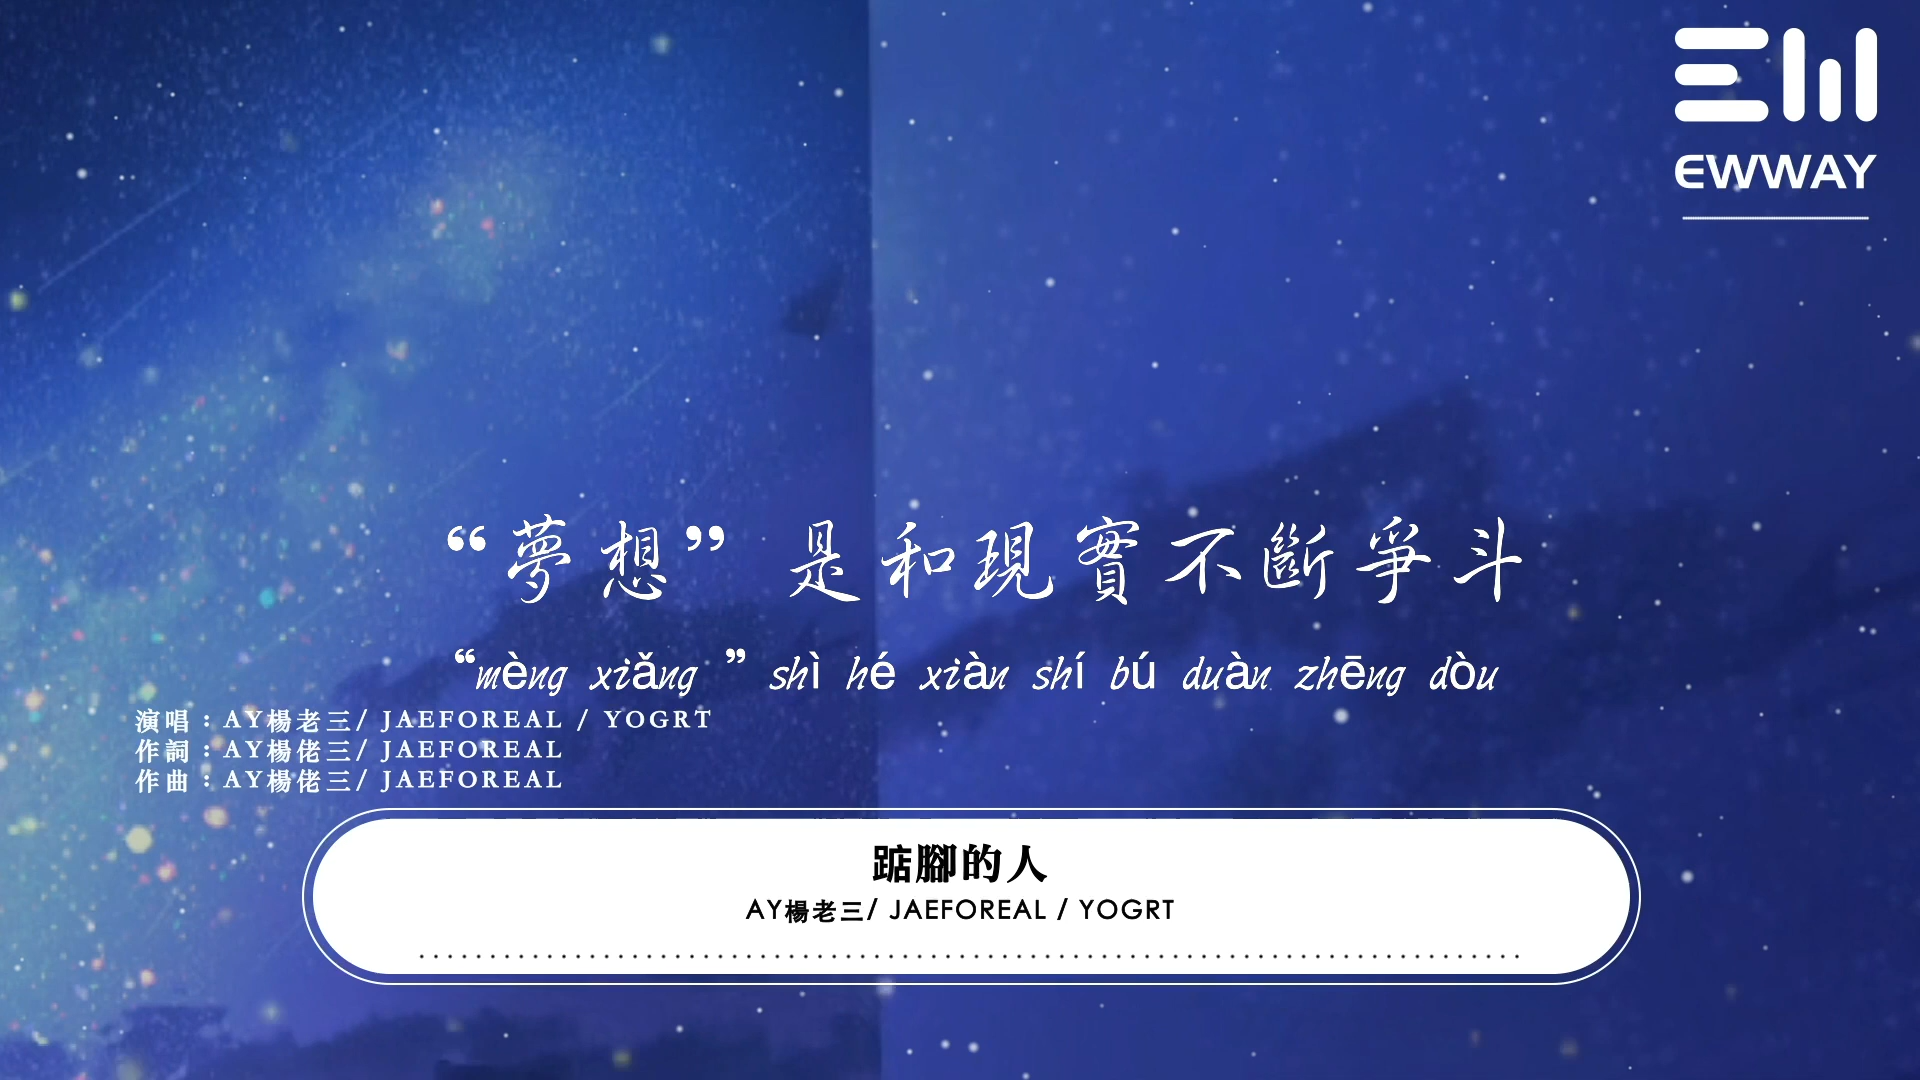 EW
EWWAY
“夢想” 是和現實不斷爭斗
“mèng xiǎng ” shì hé xiàn shí bú duàn zhēng dòu
演唱：AY楊老三/ JAEFOREAL / YOGRT
作詞：AY楊佬三/ JAEFOREAL
作曲：AY楊佬三/ JAEFOREAL
踮腳的人
AY楊老三/ JAEFOREAL / YOGRT